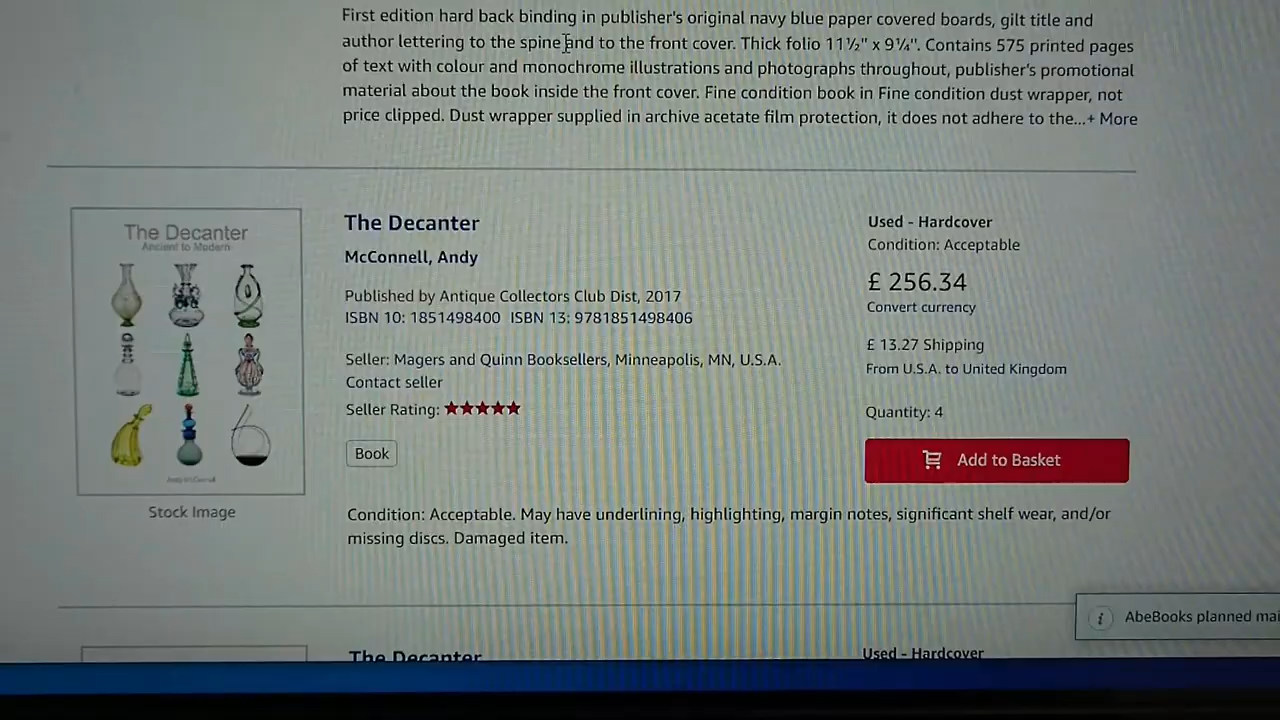 First edition hard back binding in publisher's original navy blue paper covered boards, gilt title and
author lettering to the spine and to the front cover. Thick folio 11½" x 9¼". Contains 575 printed pages
of text with colour and monochrome illustrations and photographs throughout, publisher's promotional
material about the book inside the front cover. Fine condition book in Fine condition dust wrapper, not
price clipped. Dust wrapper supplied in archive acetate film protection, it does not adhere to the...+ More
The Decanter
Ancient to Modern
Andy McConnell
Stock Image
The Decanter
McConnell, Andy
Published by Antique Collectors Club Dist, 2017
ISBN 10: 1851498400 ISBN 13: 9781851498406
Seller: Magers and Quinn Booksellers, Minneapolis, MN, U.S.A.
Contact seller
Seller Rating:
Book
Used - Hardcover
Condition: Acceptable
£ 256.34
Convert currency
£ 13.27 Shipping
From U.S.A. to United Kingdom
Quantity: 4
Add to Basket
Condition: Acceptable. May have underlining, highlighting, margin notes, significant shelf wear, and/or
missing discs. Damaged item.
i AbeBooks planned mai
The Decanter
Used - Hardcover